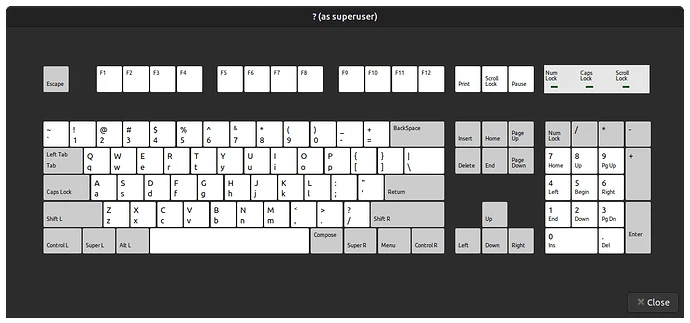 ? (as superuser)
Escape F1 F2 F3 F4 F5 F6 F7 F8 F9 F10 F11 F12 Print Scroll Lock Pause Num Lock Caps Lock Scroll Lock
~ ! @ # $ % ^ & * ( ) _ + BackSpace
` 1 2 3 4 5 6 7 8 9 0 - =
Insert Home Page Up Num Lock / * -
Left Tab Q W E R T Y U I O P { } |
Tab q w e r t y u i o p [ ] \
Delete End Page Down 7 Home 8 Up 9 Pg Up +
Caps Lock A S D F G H J K L : " Return
a s d f g h j k l ; '
4 Left 5 Begin 6 Right
Shift L Z X C V B N M < > ? Shift R
z x c v b n m , . /
Up 1 End 2 Down 3 Pg Dn Enter
Control L Super L Alt L Compose Super R Menu Control R Left Down Right 0 Ins . Del
Close